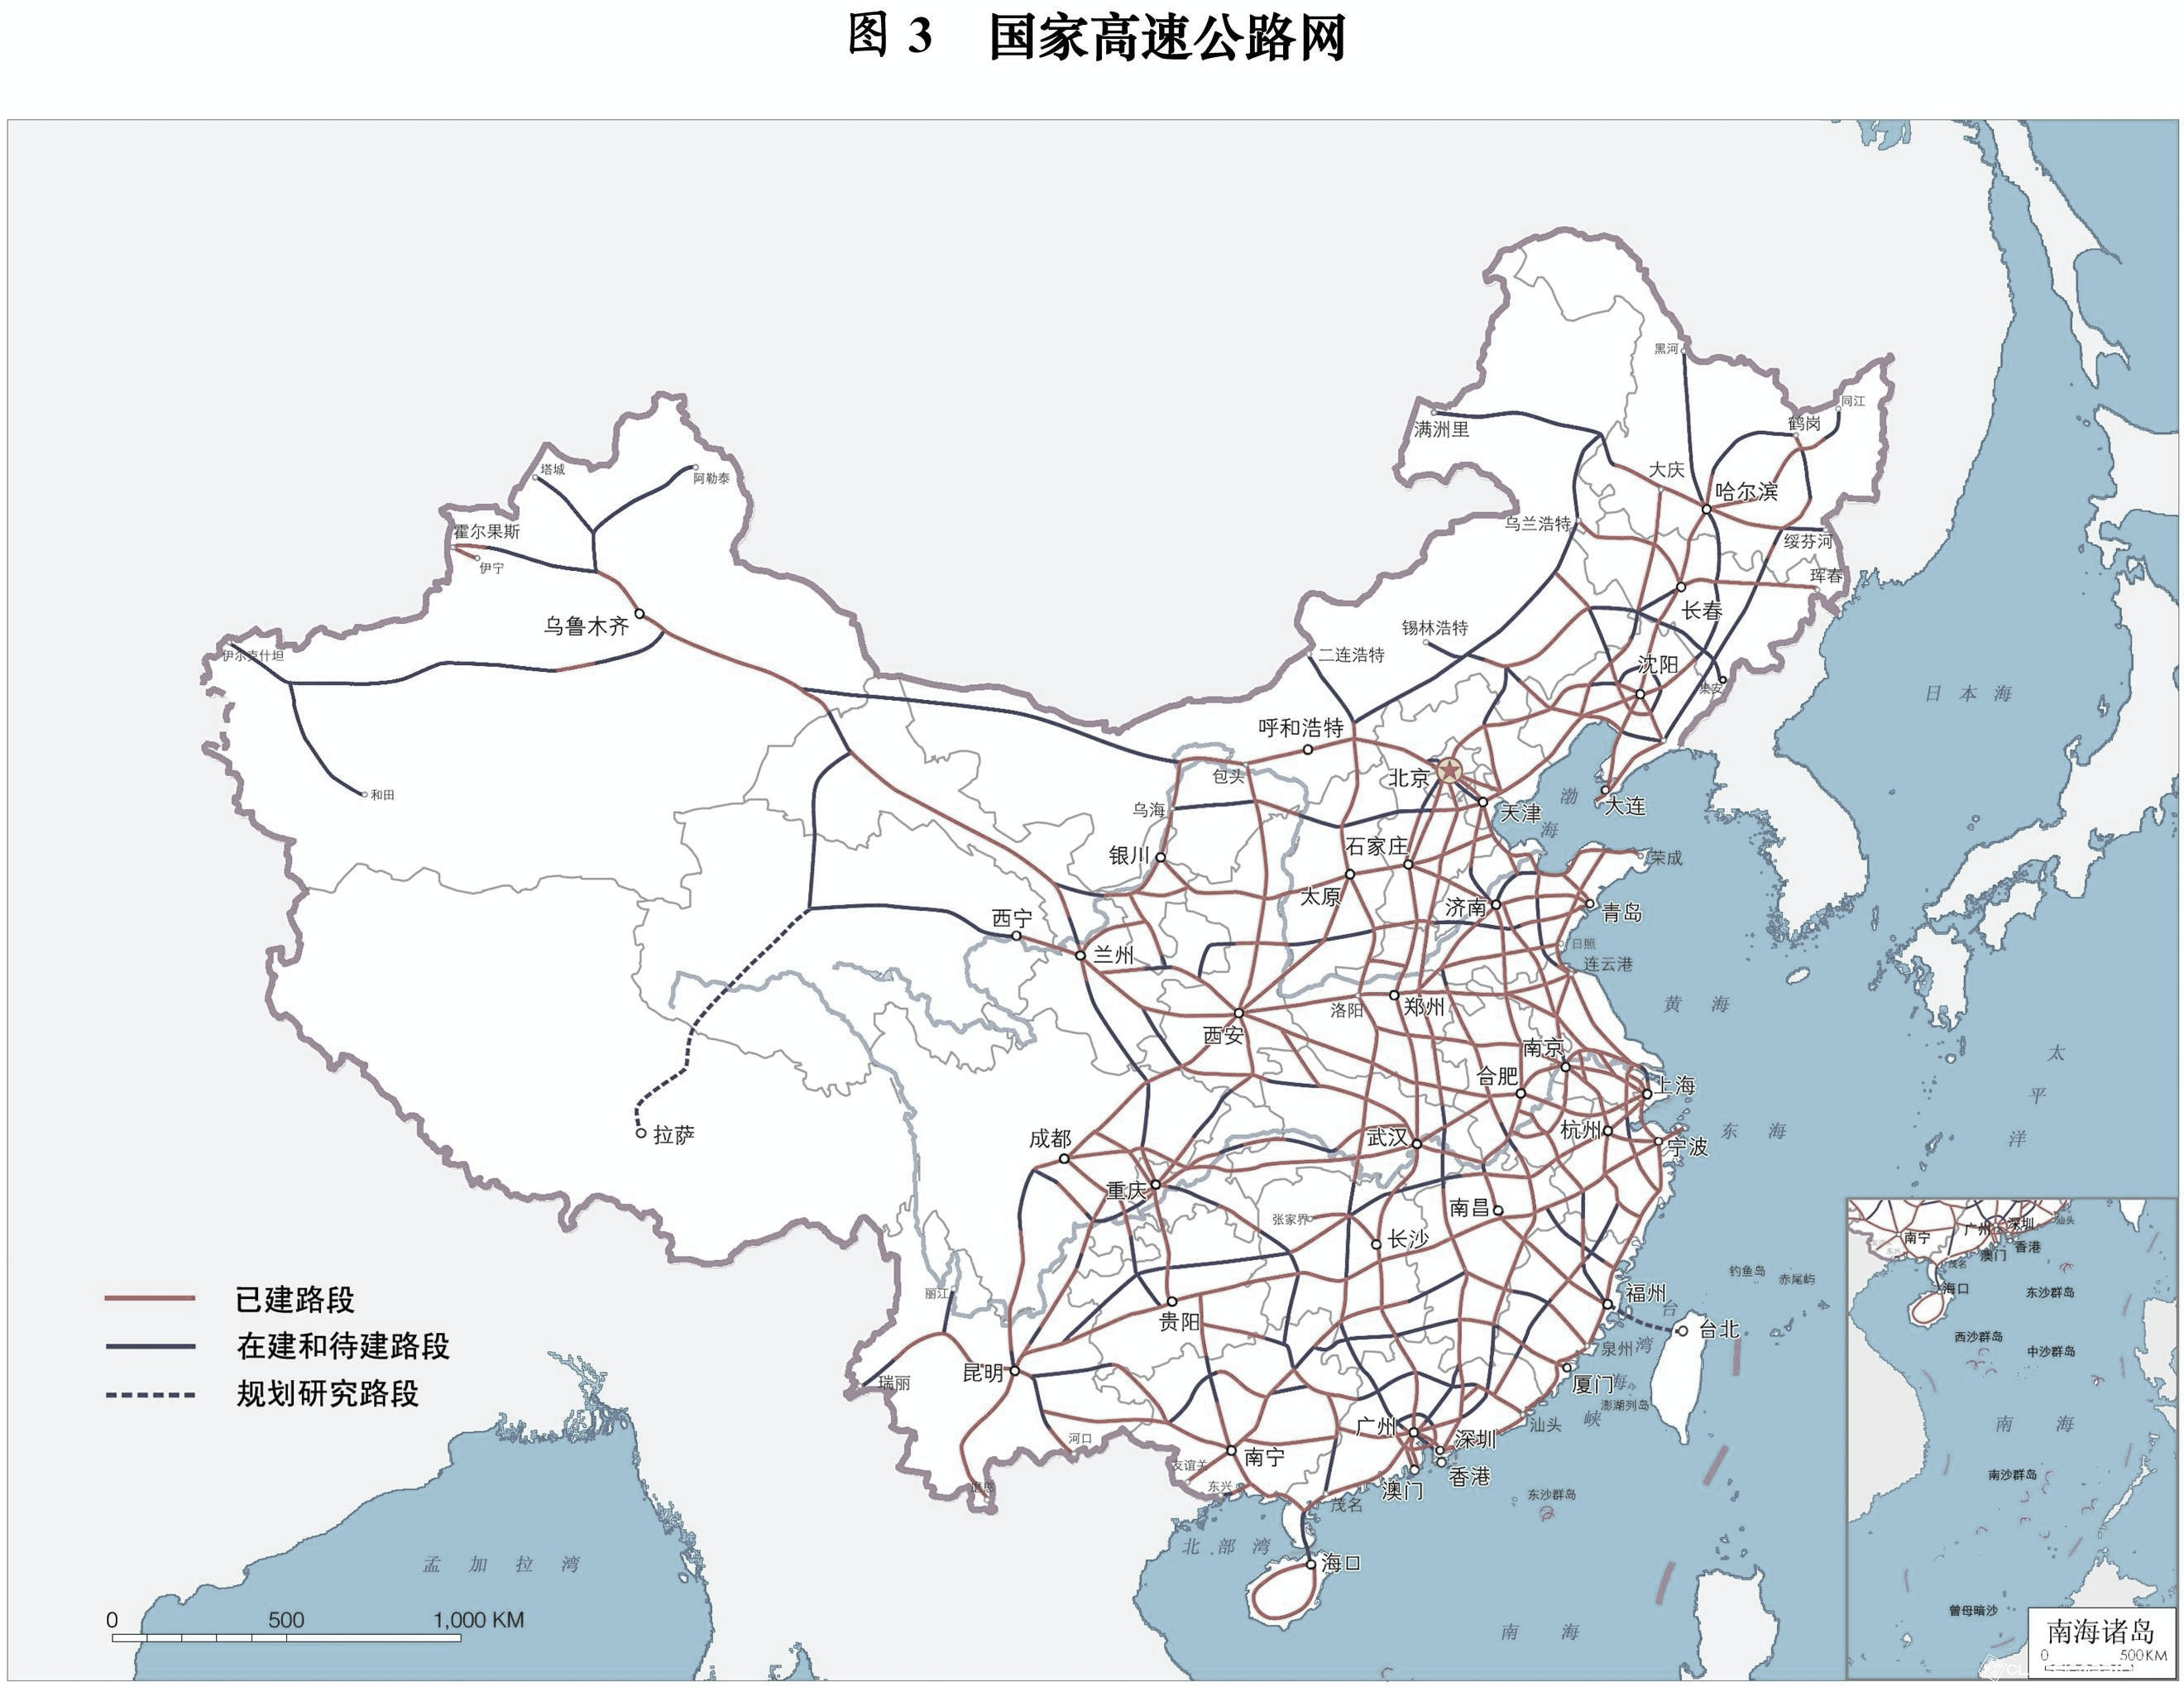 图 3 国家高速公路网
黑河
同江
满洲里
鹤岗
塔城
阿勒泰
大庆
哈尔滨
霍尔果斯
乌兰浩特
绥芬河
伊宁
珲春
乌鲁木齐
长春
锡林浩特
伊尔克什坦
二连浩特
沈阳
集安
日 本 海
呼和浩特
北京
包头
和田
渤
海
大连
天津
乌海
银川
石家庄
荣成
太原
济南
青岛
西宁
日照
兰州
连云港
洛阳
郑州
黄 海
西安
南京
太
平
洋
合肥
上海
拉萨
成都
武汉
杭州
东 海
宁波
重庆
张家界
南昌
长沙
钓鱼岛
赤尾屿
丽江
福州
台
湾
海
峡
贵阳
台北
泉州
昆明
瑞丽
厦门
澎湖列岛
广州
汕头
河口
深圳
南宁
香港
友谊关
东兴
澳门
茂名
东沙群岛
北 部 湾
海口
孟 加 拉 湾
南 海
已建路段
在建和待建路段
规划研究路段
0 500 1,000 KM
广州
深圳
汕头
南宁
香港
澳门
茂名
海口
东沙群岛
西沙群岛
中沙群岛
南 海
南沙群岛
曾母暗沙
南海诸岛
0 500KM